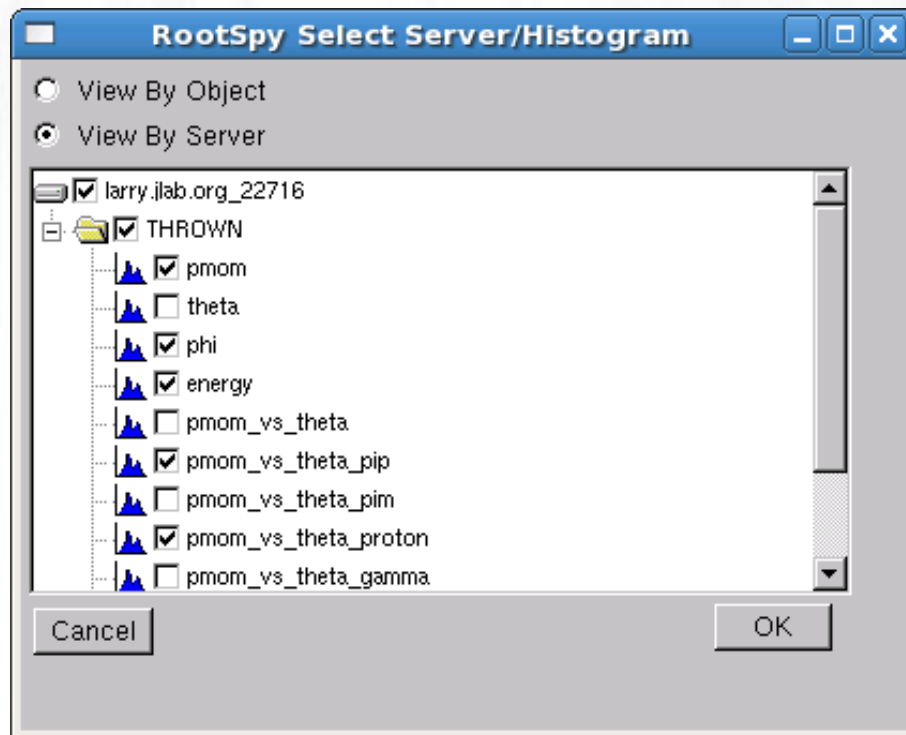 RootSpy Select Server/Histogram
View By Object
View By Server
larry.jlab.org_22716
THROWN
pmom
theta
phi
energy
pmom_vs_theta
pmom_vs_theta_pip
pmom_vs_theta_pim
pmom_vs_theta_proton
pmom_vs_theta_gamma
Cancel
OK